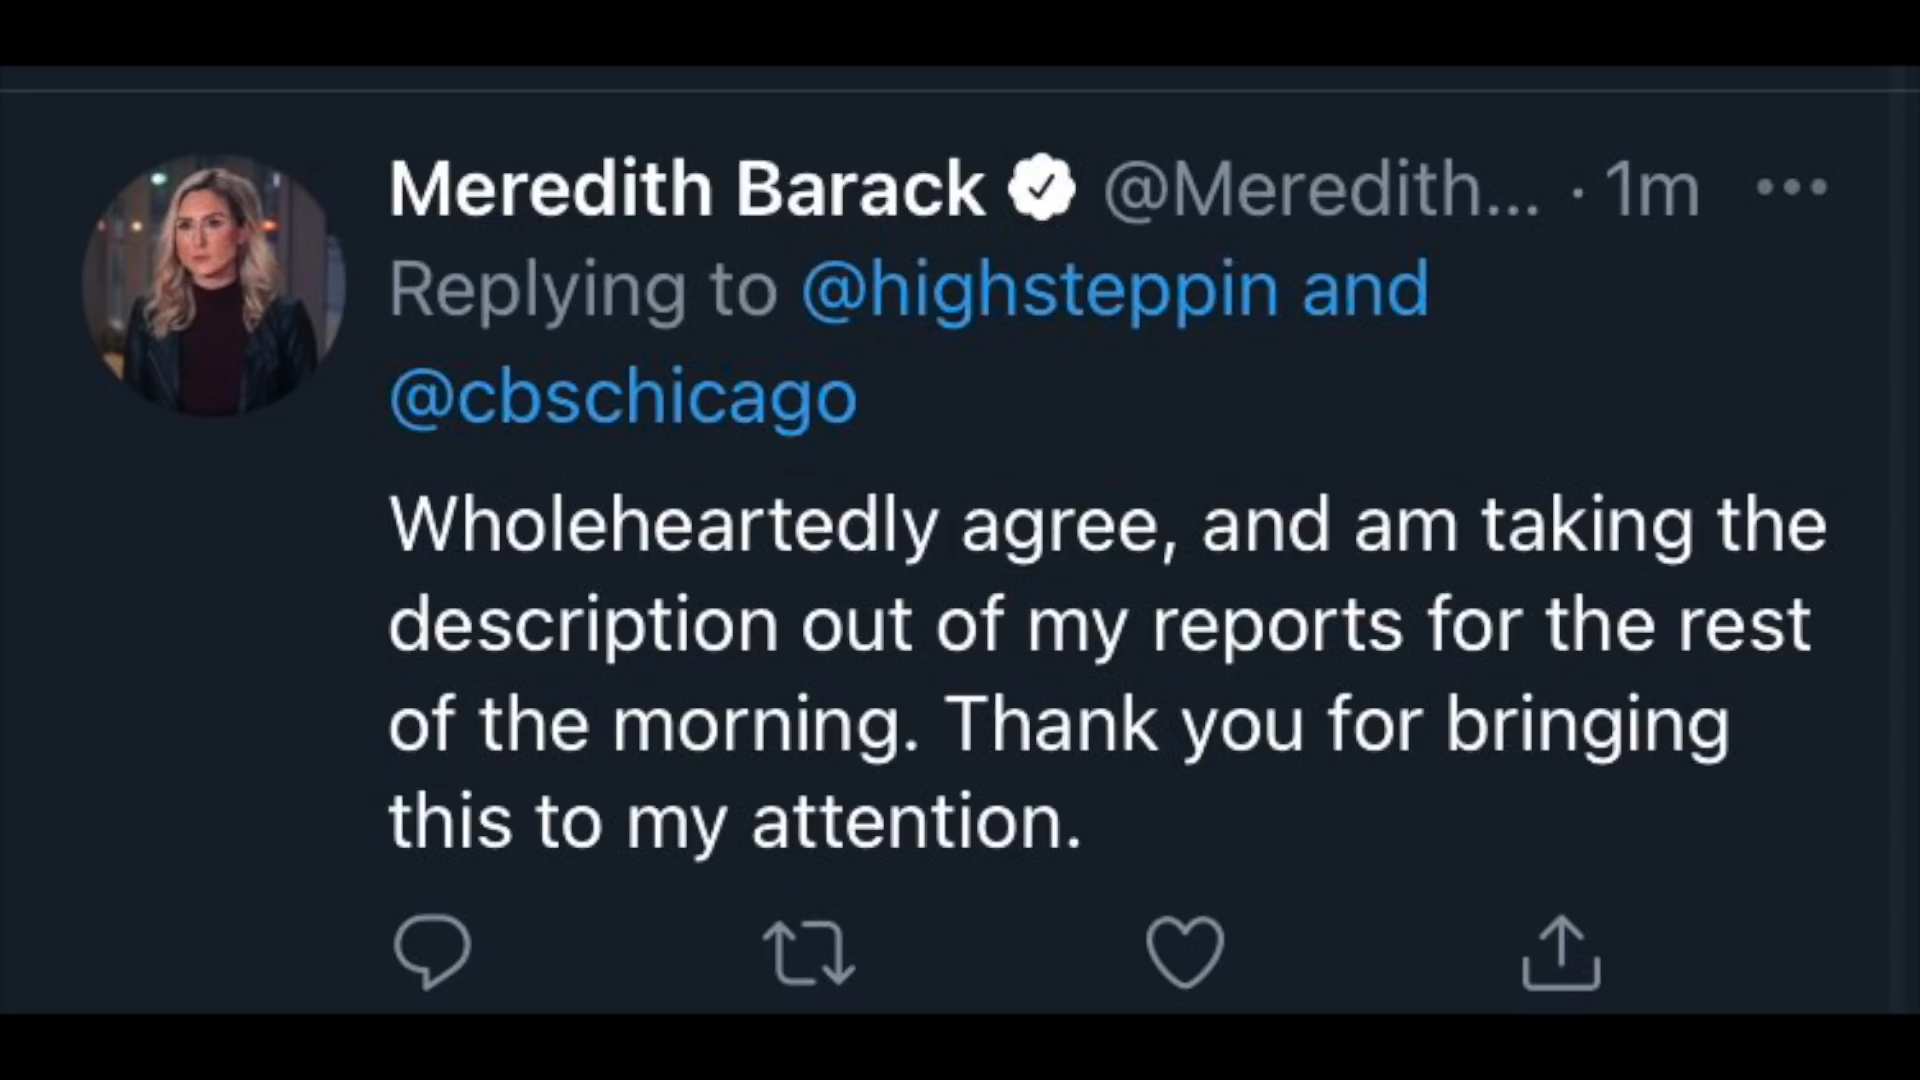 Meredith Barack @Meredith... · 1m
Replying to @highsteppin and
@cbschicago
Wholeheartedly agree, and am taking the
description out of my reports for the rest
of the morning. Thank you for bringing
this to my attention.